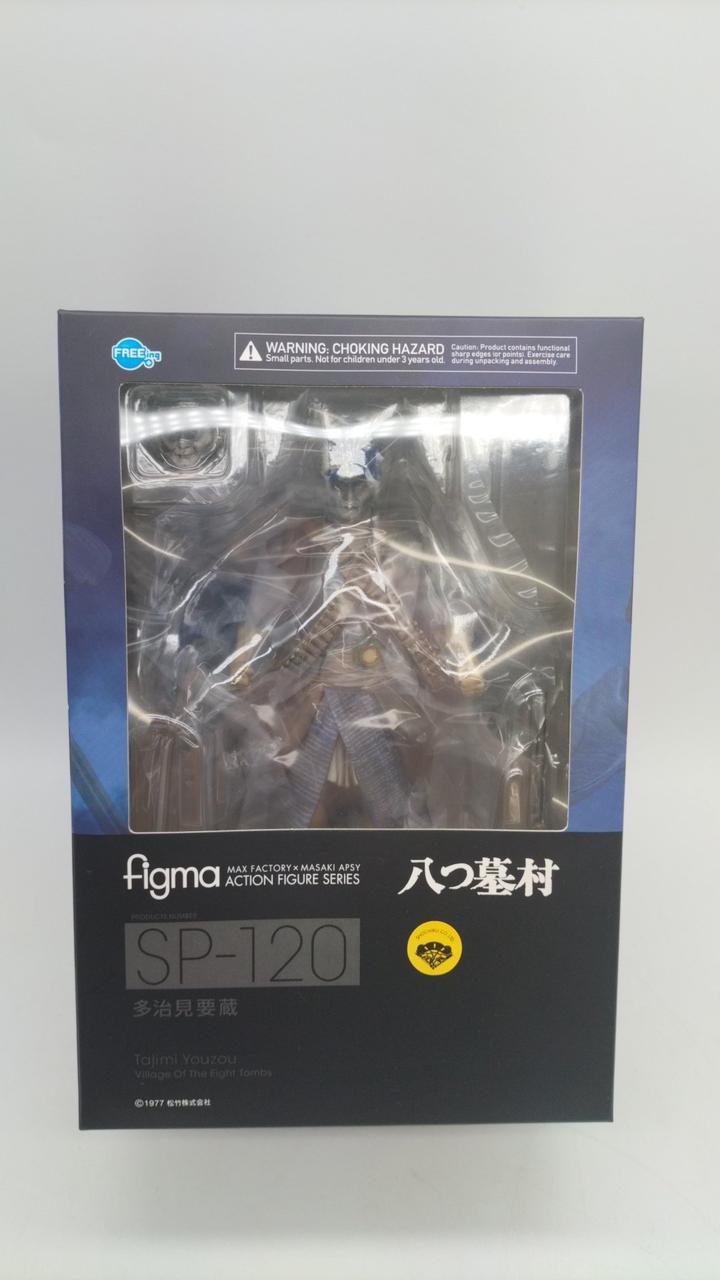 FREEing
WARNING: CHOKING HAZARD
Small parts. Not for children under 3 years old.
Caution: Product contains functional
sharp edges (or points). Exercise care
during unpacking and assembly.
figma
MAX FACTORY × MASAKI APSY
ACTION FIGURE SERIES
八つ墓村
PRODUCTS NUMBER
SP-120
SHOCHIKU CO.,LTD.
多治見要蔵
Tajimi Youzou
Village Of The Eight Tombs
©1977 松竹株式会社